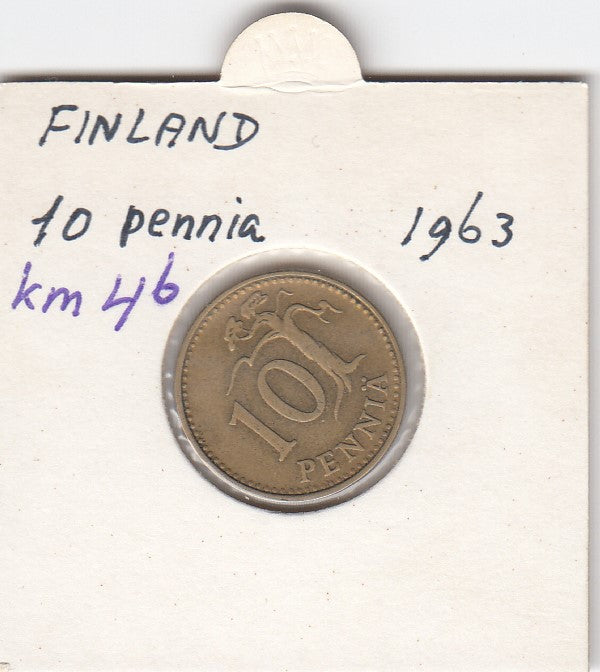 FINLAND
10 pennia 1963
km 46
10
PENNIÄ